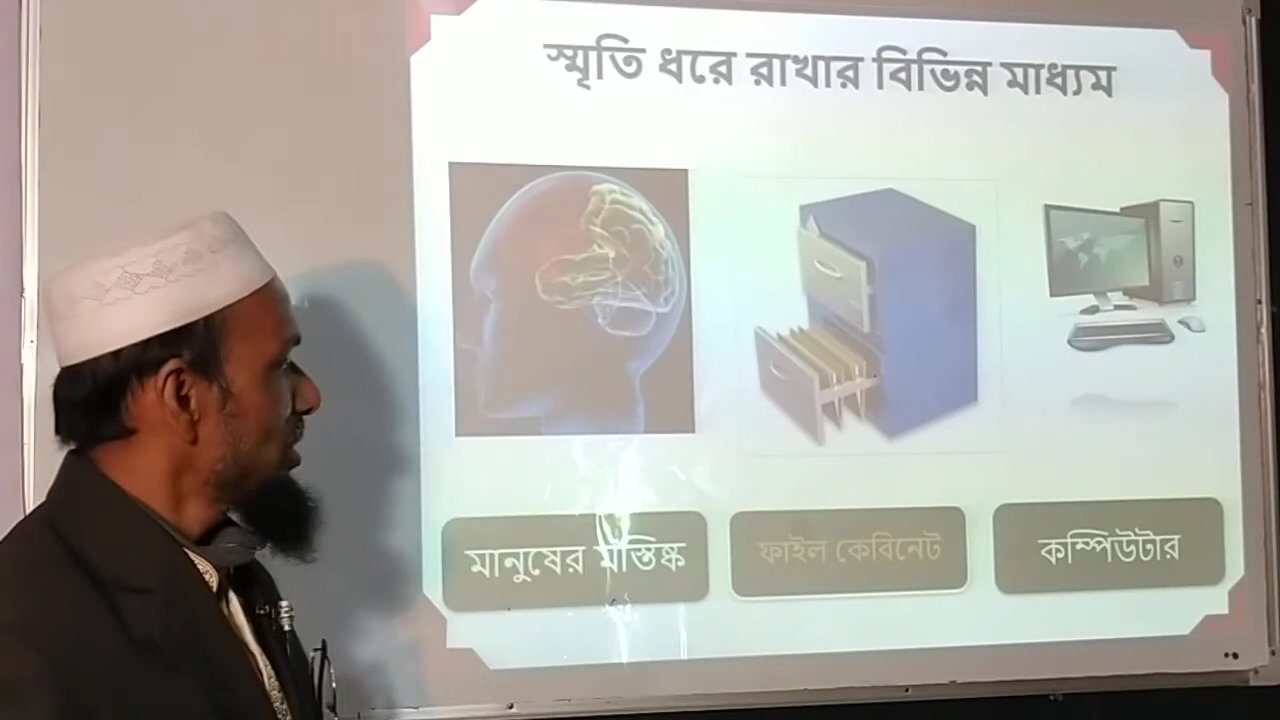 স্মৃতি ধরে রাখার বিভিন্ন মাধ্যম
মানুষের মস্তিষ্ক
ফাইল কেবিনেট
কম্পিউটার